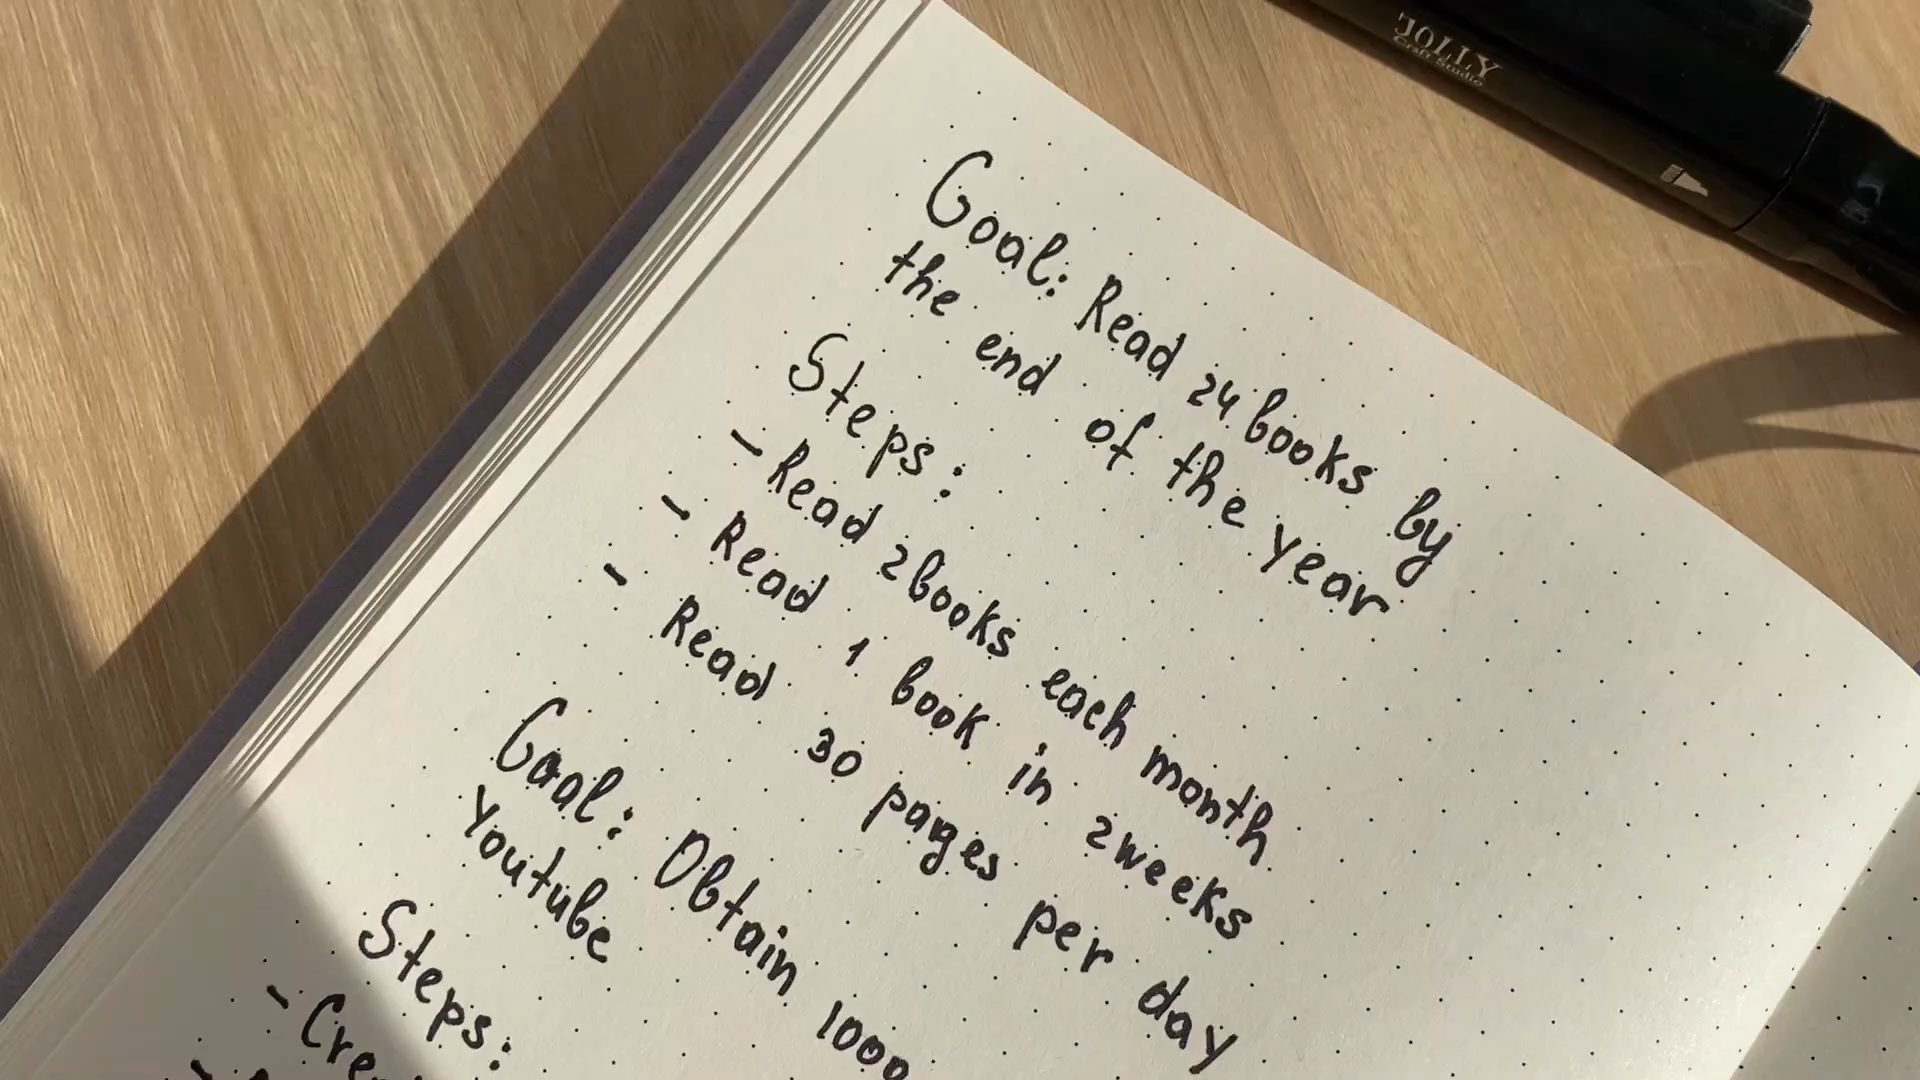 JOLLY
Craft Studio
Goal: Read 24 books by
the end of the year
Steps:
- Read 2 books each month
- Read 1 book in 2 weeks
- Read 30 pages per day
Goal: Obtain 1000
Youtube
Steps:
-
-